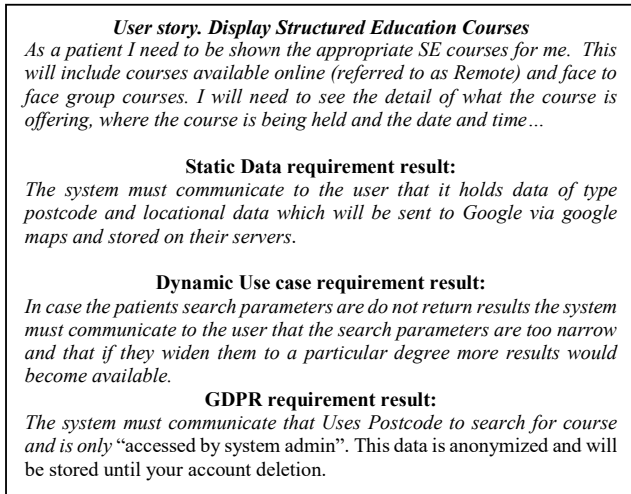 User story. Display Structured Education Courses
As a patient I need to be shown the appropriate SE courses for me.  This
will include courses available online (referred to as Remote) and face to
face group courses. I will need to see the detail of what the course is
offering, where the course is being held and the date and time…
Static Data requirement result:
The system must communicate to the user that it holds data of type
postcode and locational data which will be sent to Google via google
maps and stored on their servers.
Dynamic Use case requirement result:
In case the patients search parameters are do not return results the system
must communicate to the user that the search parameters are too narrow
and that if they widen them to a particular degree more results would
become available.
GDPR requirement result:
The system must communicate that Uses Postcode to search for course
and is only “accessed by system admin”. This data is anonymized and will
be stored until your account deletion.